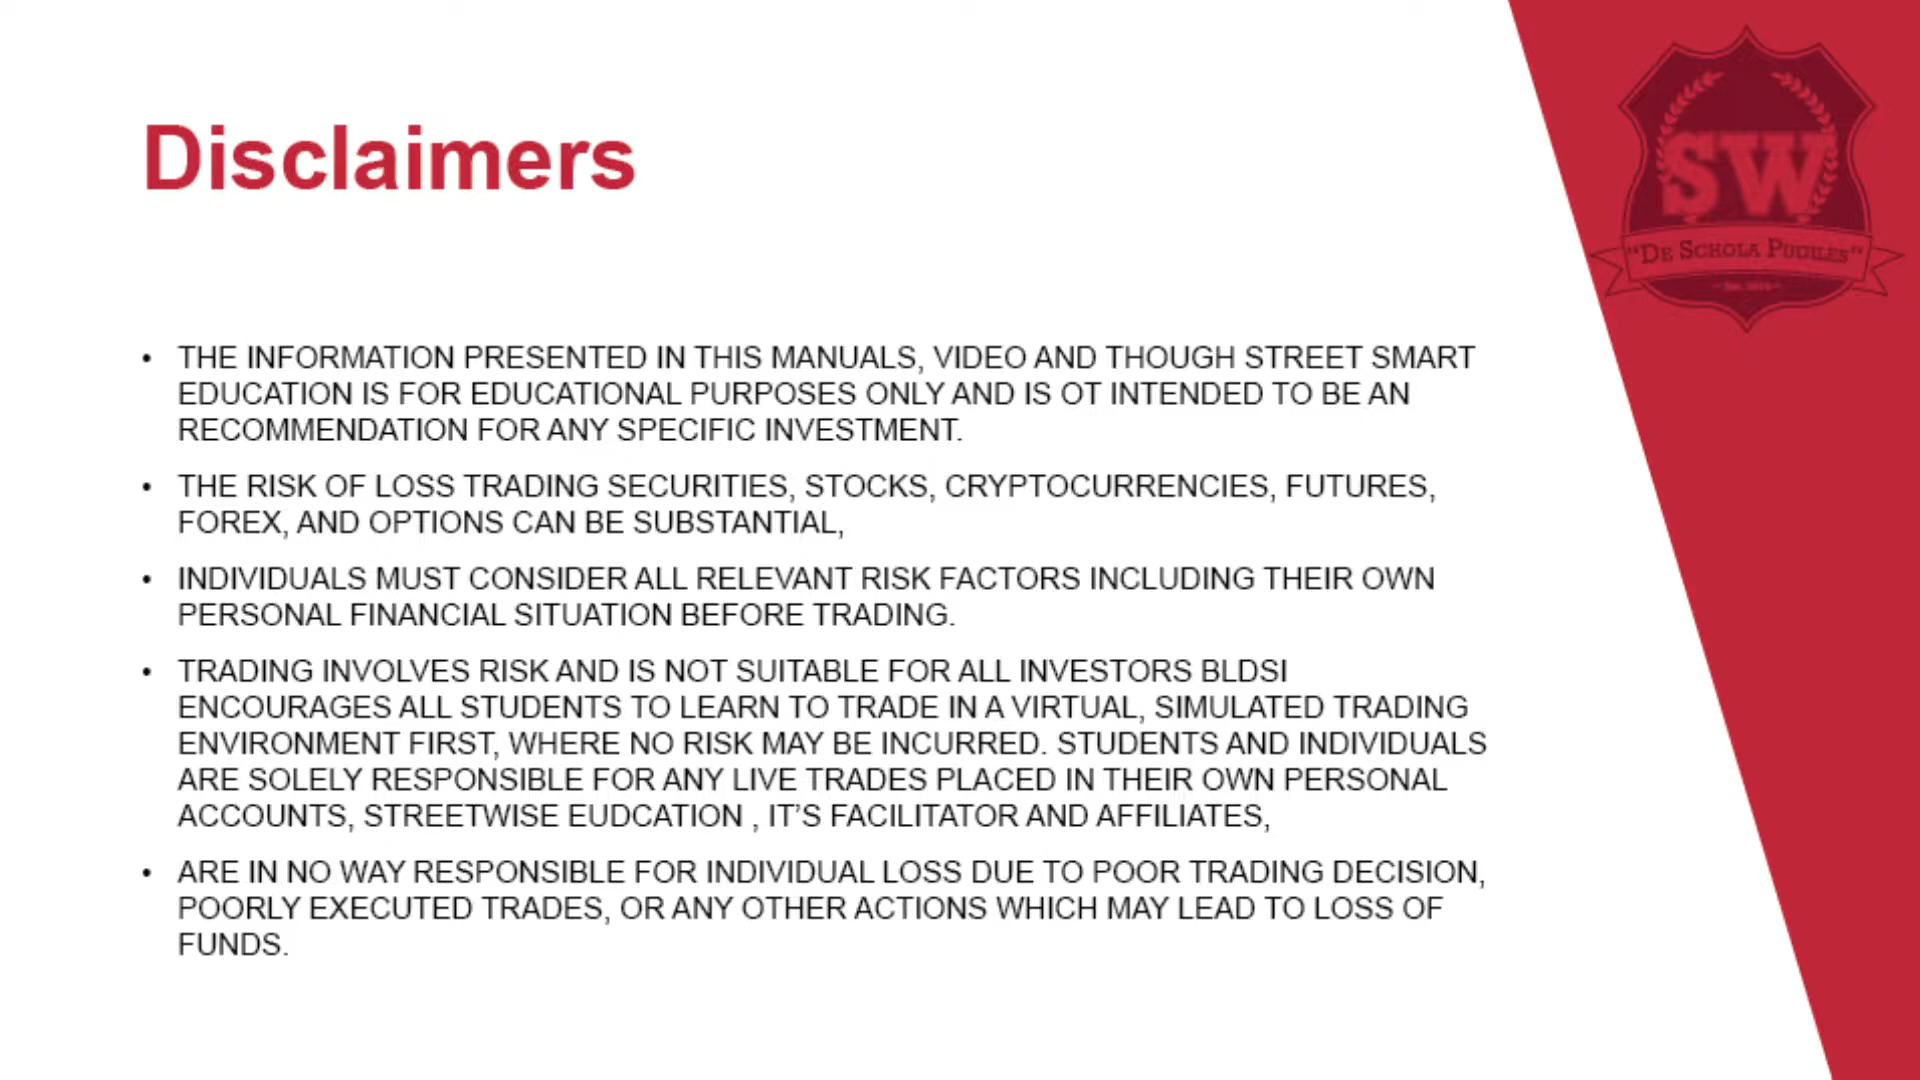 SW
"DE SCHOLA PUGILES"
Disclaimers
• THE INFORMATION PRESENTED IN THIS MANUALS, VIDEO AND THOUGH STREET SMART
EDUCATION IS FOR EDUCATIONAL PURPOSES ONLY AND IS OT INTENDED TO BE AN
RECOMMENDATION FOR ANY SPECIFIC INVESTMENT.
• THE RISK OF LOSS TRADING SECURITIES, STOCKS, CRYPTOCURRENCIES, FUTURES,
FOREX, AND OPTIONS CAN BE SUBSTANTIAL,
• INDIVIDUALS MUST CONSIDER ALL RELEVANT RISK FACTORS INCLUDING THEIR OWN
PERSONAL FINANCIAL SITUATION BEFORE TRADING.
• TRADING INVOLVES RISK AND IS NOT SUITABLE FOR ALL INVESTORS BLDSI
ENCOURAGES ALL STUDENTS TO LEARN TO TRADE IN A VIRTUAL, SIMULATED TRADING
ENVIRONMENT FIRST, WHERE NO RISK MAY BE INCURRED. STUDENTS AND INDIVIDUALS
ARE SOLELY RESPONSIBLE FOR ANY LIVE TRADES PLACED IN THEIR OWN PERSONAL
ACCOUNTS, STREETWISE EUDCATION , IT’S FACILITATOR AND AFFILIATES,
• ARE IN NO WAY RESPONSIBLE FOR INDIVIDUAL LOSS DUE TO POOR TRADING DECISION,
POORLY EXECUTED TRADES, OR ANY OTHER ACTIONS WHICH MAY LEAD TO LOSS OF
FUNDS.